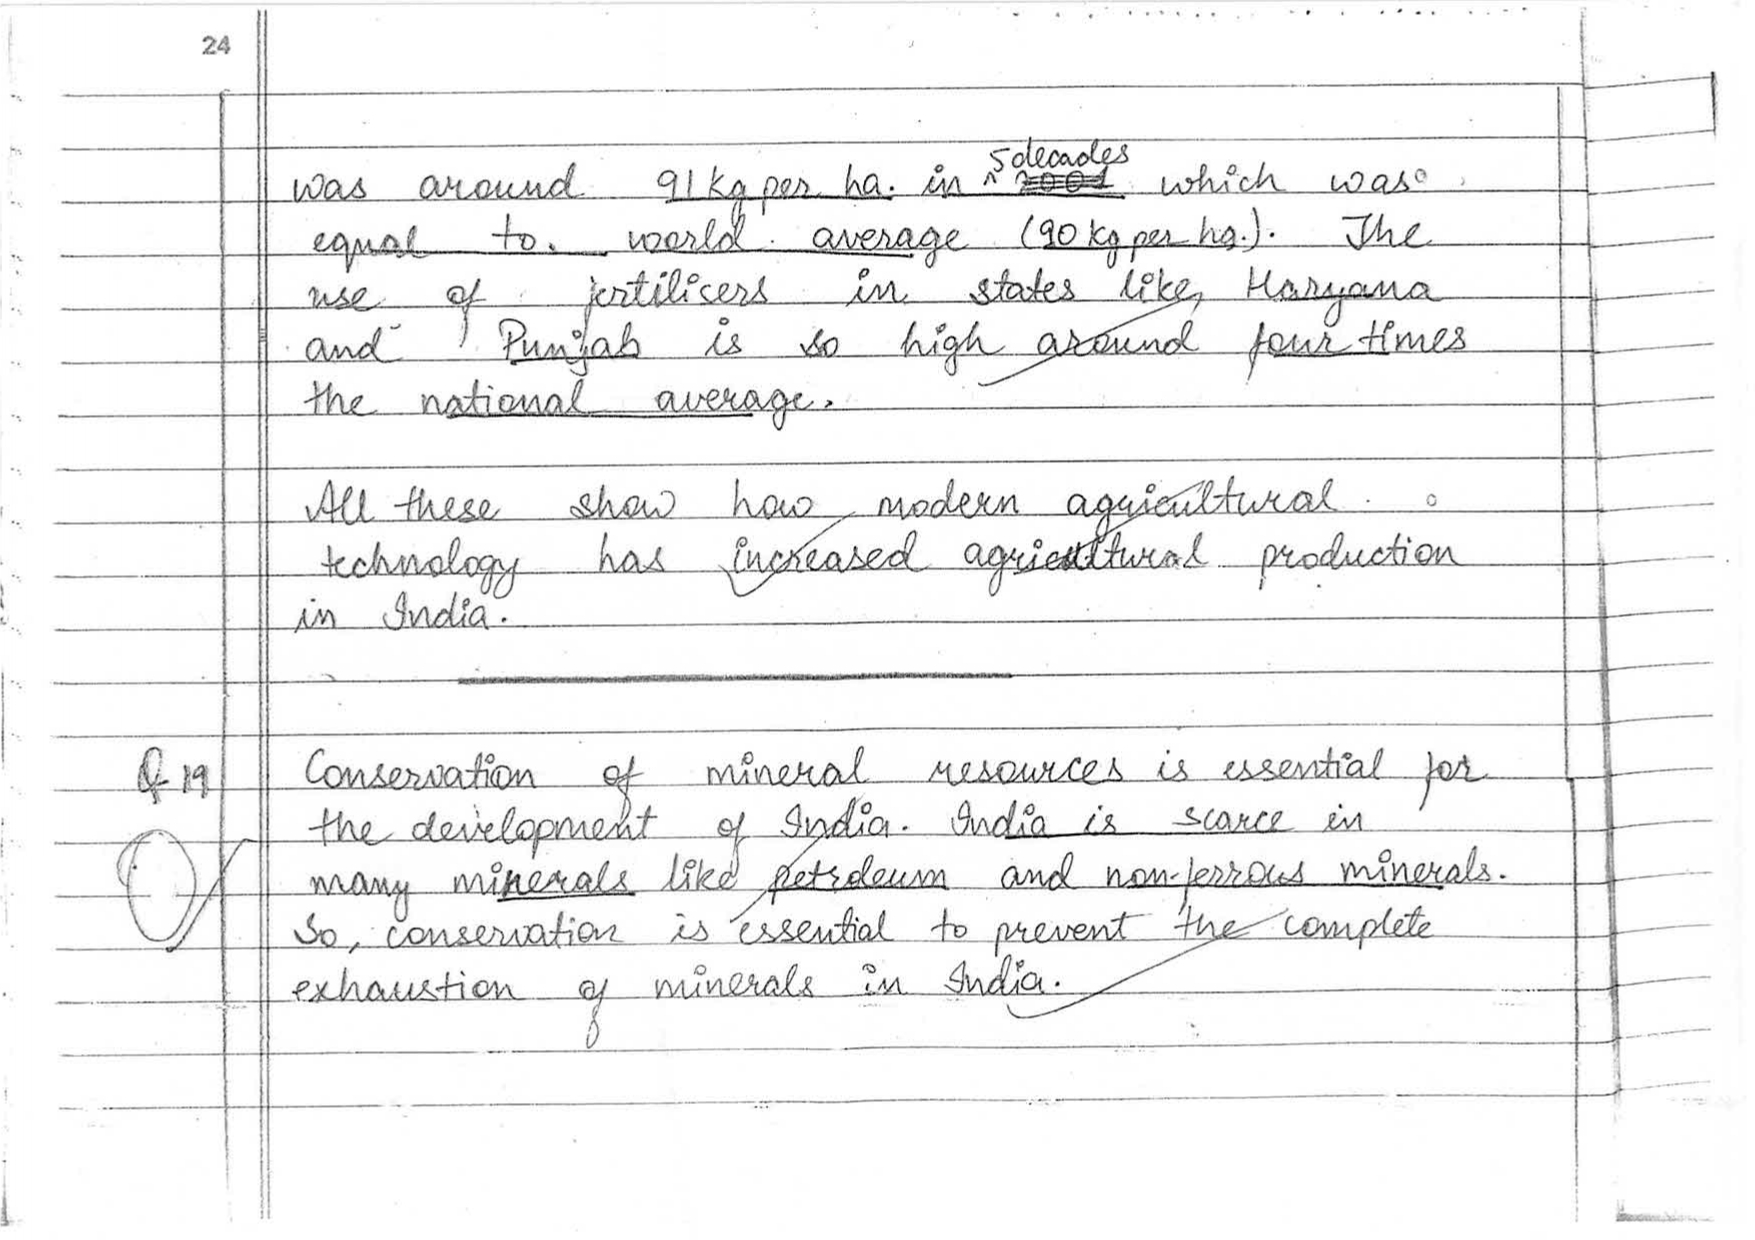 24
was around 91 kg per ha. in 5 decades which was
equal to world average (90 kg per ha.). The
use of fertilicers in states like, Haryana
and Punjab is so high around four times
the national average.
All these show how modern agricultural
technology has increased agricultural production
in India.
Q-19 Conservation of mineral resources is essential for
the development of India. India is scarce in
many minerals like petroleum and non-ferrous minerals.
So, conservation is essential to prevent the complete
exhaustion of minerals in India.